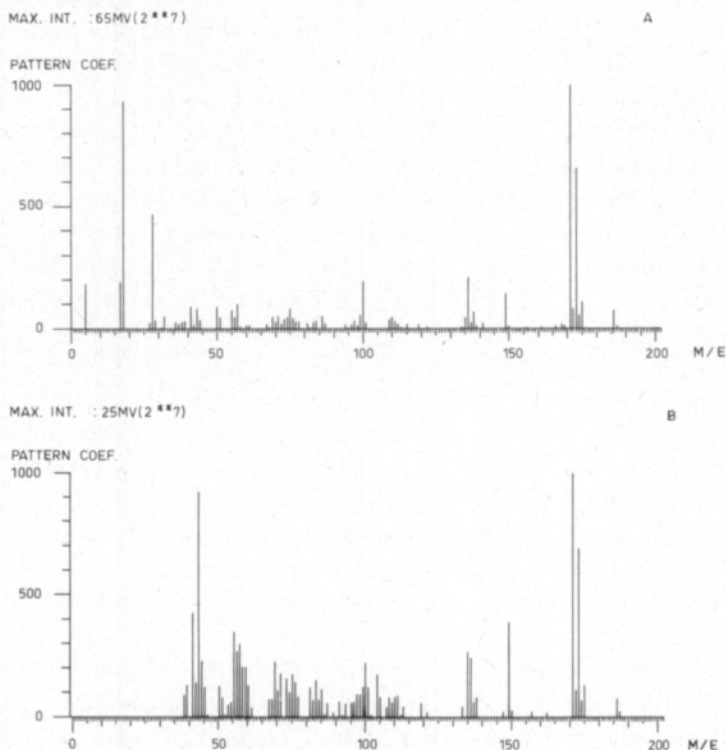 MAX. INT. :65MV(2**7) A
PATTERN COEF.
1000
500
0
0 50 100 150 200 M/E
MAX. INT. :25MV(2**7) B
PATTERN COEF.
1000
500
0
0 50 100 150 200 M/E